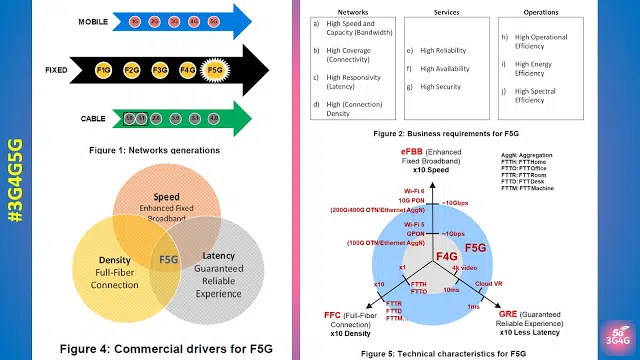 #3G4G5G
MOBILE
1G 2G 3G 4G 5G
FIXED
F1G F2G F3G F4G F5G
CABLE
1.0 1.1 2.0 3.0 3.1 4.0
Figure 1: Networks generations
Speed
Enhanced Fixed
Broadband
Density
Full-Fiber
Connection
F5G
Latency
Guaranteed
Reliable
Experience
Figure 4: Commercial drivers for F5G
Networks
a) High Speed and
Capacity (Bandwidth)
b) High Coverage
(Connectivity)
c) High Responsivity
(Latency)
d) High (Connection)
Density
Services
e) High Reliability
f) High Availability
g) High Security
Operations
h) High Operational
Efficiency
i) High Energy
Efficiency
j) High Spectral
Efficiency
Figure 2: Business requirements for F5G
eFBB (Enhanced
Fixed Broadband)
x10 Speed
AggN: Aggregation
FTTH: FTTHome
FTTO: FTTOffice
FTTR: FTTRoom
FTTD: FTTDesk
FTTM: FTTMachine
Wi-Fi 6
10G PON
(200G/400G OTN/Ethernet AggN)
~10Gbps
Wi-Fi 5
GPON
(100G OTN/Ethernet AggN)
~1Gbps
F5G
F4G
x1
4k video
x10
FTTH
FTTO
10ms
Cloud VR
FTTR
FTTD
FTTM...
1ms
FFC (Full-Fiber
Connection)
x10 Density
GRE (Guaranteed
Reliable Experience)
x10 Less Latency
Figure 5: Technical characteristics for F5G
5G
3G4G